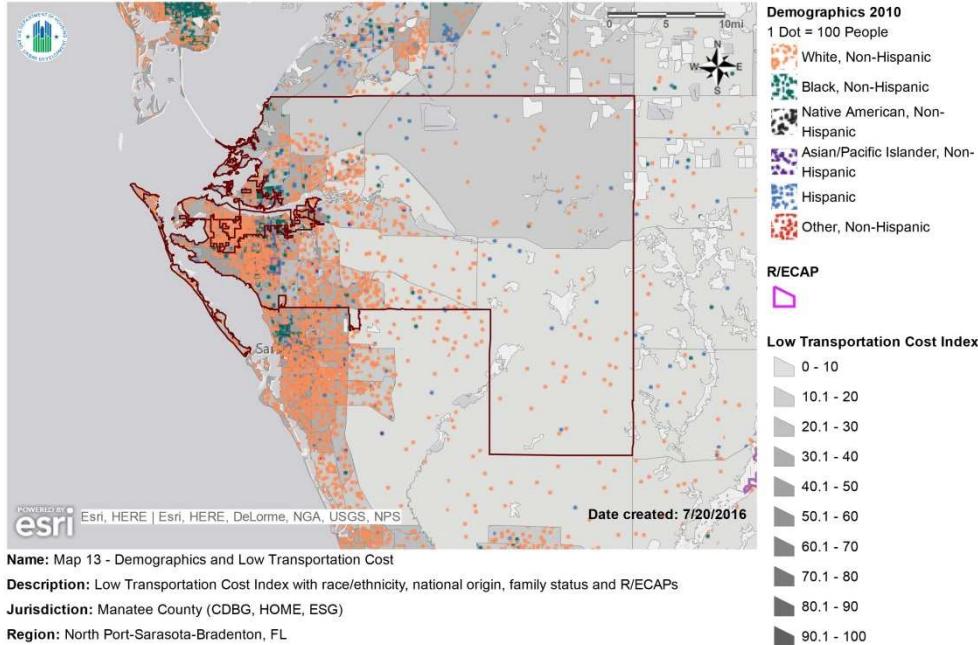 0 5 10mi
N
W E
S
San
POWERED BY
esri
Esri, HERE | Esri, HERE, DeLorme, NGA, USGS, NPS
Date created: 7/20/2016
Name: Map 13 - Demographics and Low Transportation Cost
Description: Low Transportation Cost Index with race/ethnicity, national origin, family status and R/ECAPs
Jurisdiction: Manatee County (CDBG, HOME, ESG)
Region: North Port-Sarasota-Bradenton, FL
Demographics 2010
1 Dot = 100 People
White, Non-Hispanic
Black, Non-Hispanic
Native American, Non-
Hispanic
Asian/Pacific Islander, Non-
Hispanic
Hispanic
Other, Non-Hispanic
R/ECAP
Low Transportation Cost Index
0 - 10
10.1 - 20
20.1 - 30
30.1 - 40
40.1 - 50
50.1 - 60
60.1 - 70
70.1 - 80
80.1 - 90
90.1 - 100